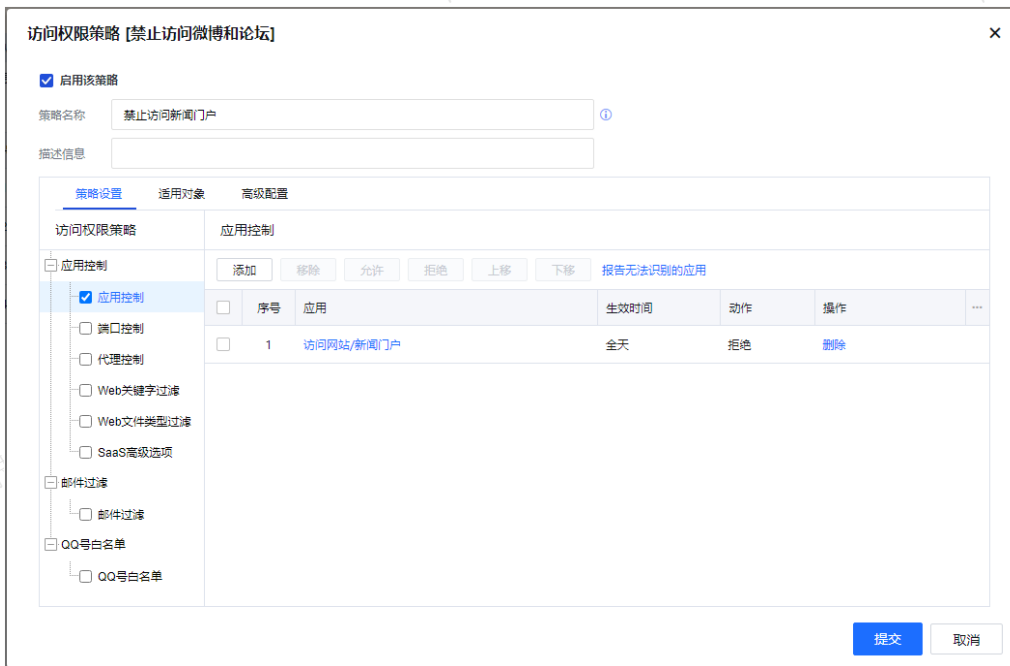 访问权限策略 [禁止访问微博和论坛]
启用该策略
策略名称 禁止访问新闻门户
描述信息
策略设置 适用对象 高级配置
访问权限策略 应用控制
应用控制 添加 移除 允许 拒绝 上移 下移 报告无法识别的应用
应用控制 序号 应用 生效时间 动作 操作
端口控制
1 访问网站/新闻门户 全天 拒绝 删除
代理控制
Web关键字过滤
Web文件类型过滤
SaaS高级选项
邮件过滤
邮件过滤
QQ号白名单
QQ号白名单
提交 取消